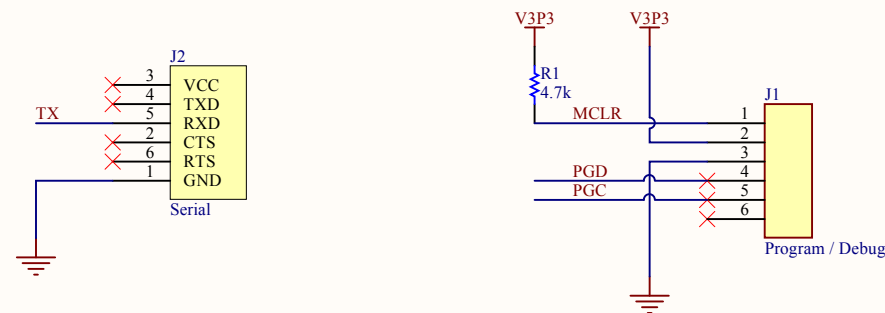 J2
3 VCC
4 TXD
TX 5 RXD
2 CTS
6 RTS
1 GND
Serial
V3P3 V3P3
R1
4.7k
J1
MCLR 1
2
3
PGD 4
PGC 5
6
Program / Debug